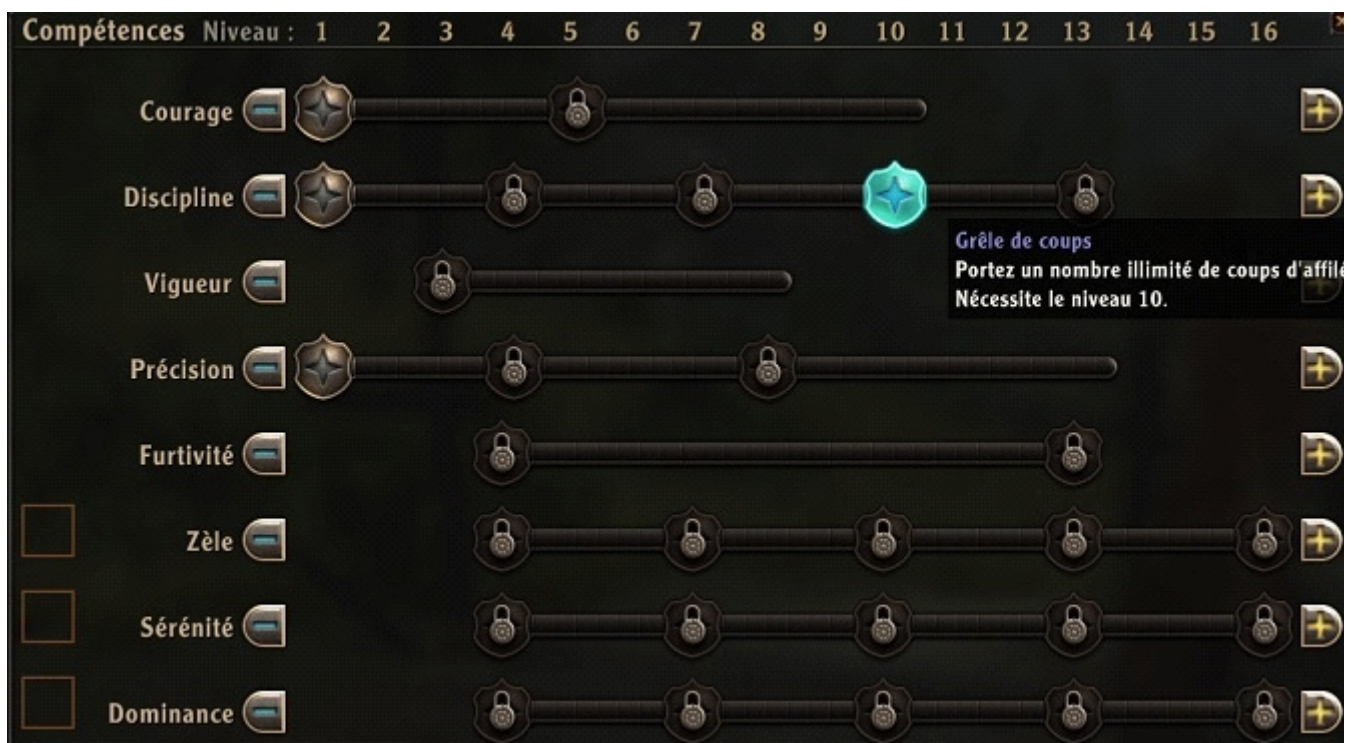 Compétences Niveau : 1 2 3 4 5 6 7 8 9 10 11 12 13 14 15 16
Courage
Discipline
Grêle de coups
Portez un nombre illimité de coups d'affilé
Nécessite le niveau 10.
Vigueur
Précision
Furtivité
Zèle
Sérénité
Dominance